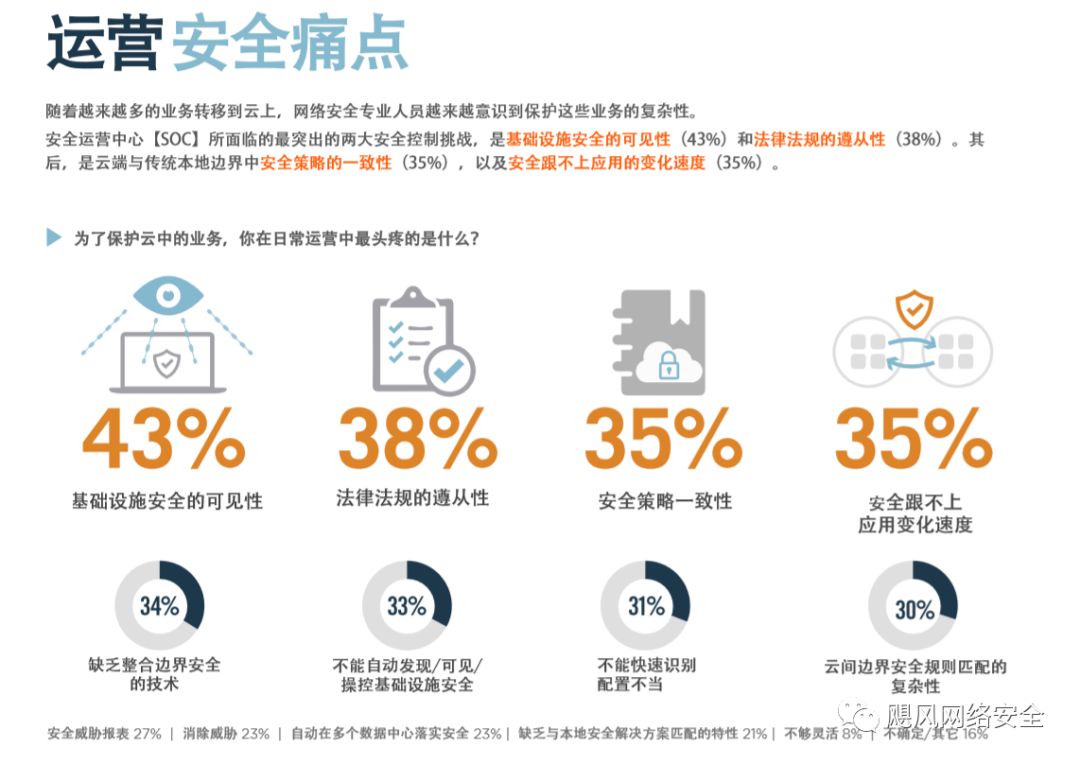 运营安全痛点
随着越来越多的业务转移到云上，网络安全专业人员越来越意识到保护这些业务的复杂性。
安全运营中心【SOC】所面临的最突出的两大安全控制挑战，是基础设施安全的可见性（43%）和法律法规的遵从性（38%）。其
后，是云端与传统本地边界中安全策略的一致性（35%），以及安全跟不上应用的变化速度（35%）。
为了保护云中的业务，你在日常运营中最头疼的是什么？
43%
38%
35%
35%
基础设施安全的可见性
法律法规的遵从性
安全策略一致性
安全跟不上
应用变化速度
34%
33%
31%
30%
缺乏整合边界安全
的技术
不能自动发现/可见/
操控基础设施安全
不能快速识别
配置不当
云间边界安全规则匹配的
复杂性
飓风网络安全
安全威胁报表 27% | 消除威胁 23% | 自动在多个数据中心落实安全 23% | 缺乏与本地安全解决方案匹配的特性 21% | 不够灵活 8% | 不确定/其它 16%